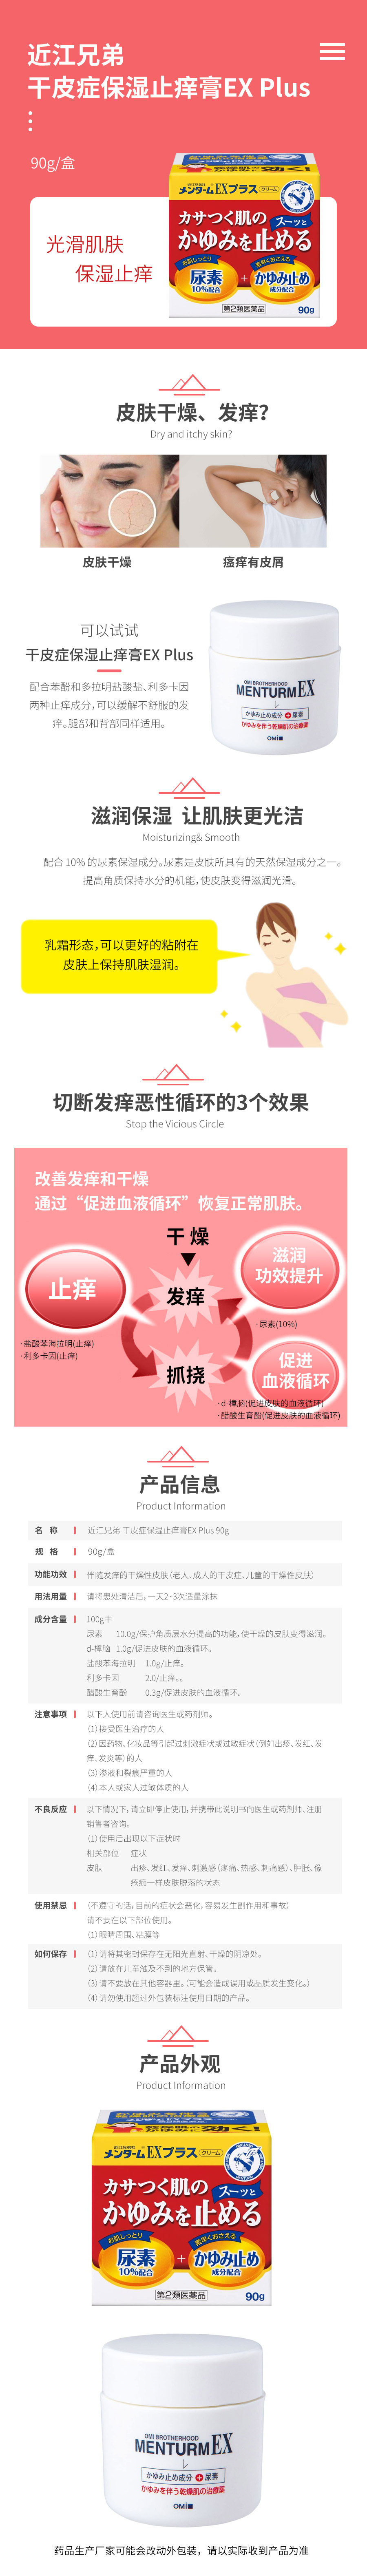 近江兄弟
干皮症保湿止痒膏EX Plus
90g/盒
光滑肌肤
保湿止痒
メンタームEXプラス クリーム
カサつく肌の
スーッと
かゆみを止める
お肌しっとり
尿素
10%配合
+
素早くおさえる
かゆみ止め
成分配合
第2類医薬品
90g
皮肤干燥、发痒?
Dry and itchy skin?
皮肤干燥
瘙痒有皮屑
可以试试
干皮症保湿止痒膏EX Plus
配合苯酚和多拉明盐酸盐、利多卡因
两种止痒成分,可以缓解不舒服的发
痒。腿部和背部同样适用。
OMI BROTHERHOOD
MENTURM EX
かゆみ止め成分+尿素
かゆみを伴う乾燥肌の治療薬
OMI
滋润保湿 让肌肤更光洁
Moisturizing& Smooth
配合 10% 的尿素保湿成分。尿素是皮肤所具有的天然保湿成分之一。
提高角质保持水分的机能,使皮肤变得滋润光滑。
乳霜形态,可以更好的粘附在
皮肤上保持肌肤湿润。
切断发痒恶性循环的3个效果
Stop the Vicious Circle
改善发痒和干燥
通过“促进血液循环”恢复正常肌肤。
干 燥
止痒
发痒
滋润
功效提升
·尿素(10%)
·盐酸苯海拉明(止痒)
·利多卡因(止痒)
抓挠
促进
血液循环
·d-樟脑(促进皮肤的血液循环)
·醋酸生育酚(促进皮肤的血液循环)
产品信息
Product Information
名 称 近江兄弟 干皮症保湿止痒膏EX Plus 90g
规 格 90g/盒
功能功效 伴随发痒的干燥性皮肤(老人、成人的干皮症、儿童的干燥性皮肤)
用法用量 请将患处清洁后,一天2~3次适量涂抹
成分含量 100g中
尿素 10.0g/保护角质层水分提高的功能,使干燥的皮肤变得滋润。
d-樟脑 1.0g/促进皮肤的血液循环。
盐酸苯海拉明 1.0g/止痒。
利多卡因 2.0/止痒。。
醋酸生育酚 0.3g/促进皮肤的血液循环。
注意事项 以下人使用前请咨询医生或药剂师。
(1)接受医生治疗的人
(2)因药物、化妆品等引起过刺激症状或过敏症状(例如出疹、发红、发
痒、发炎等)的人
(3)渗液和裂痕严重的人
(4)本人或家人过敏体质的人
不良反应 以下情况下,请立即停止使用,并携带此说明书向医生或药剂师、注册
销售者咨询。
(1)使用后出现以下症状时
相关部位 症状
皮肤 出疹、发红、发痒、刺激感(疼痛、热感、刺痛感)、肿胀、像
疮痂一样皮肤脱落的状态
使用禁忌 (不遵守的话,目前的症状会恶化,容易发生副作用和事故)
请不要在以下部位使用。
(1)眼睛周围、粘膜等
如何保存 (1)请将其密封保存在无阳光直射、干燥的阴凉处。
(2)请放在儿童触及不到的地方保管。
(3)请不要放在其他容器里。(可能会造成误用或品质发生变化。)
(4)请勿使用超过外包装标注使用日期的产品。
产品外观
Product Information
メンタームEXプラス クリーム
カサつく肌の
スーッと
かゆみを止める
お肌しっとり
尿素
10%配合
+
素早くおさえる
かゆみ止め
成分配合
第2類医薬品
90g
OMI BROTHERHOOD
MENTURM EX
かゆみ止め成分+尿素
かゆみを伴う乾燥肌の治療薬
OMI
药品生产厂家可能会改动外包装,请以实际收到产品为准